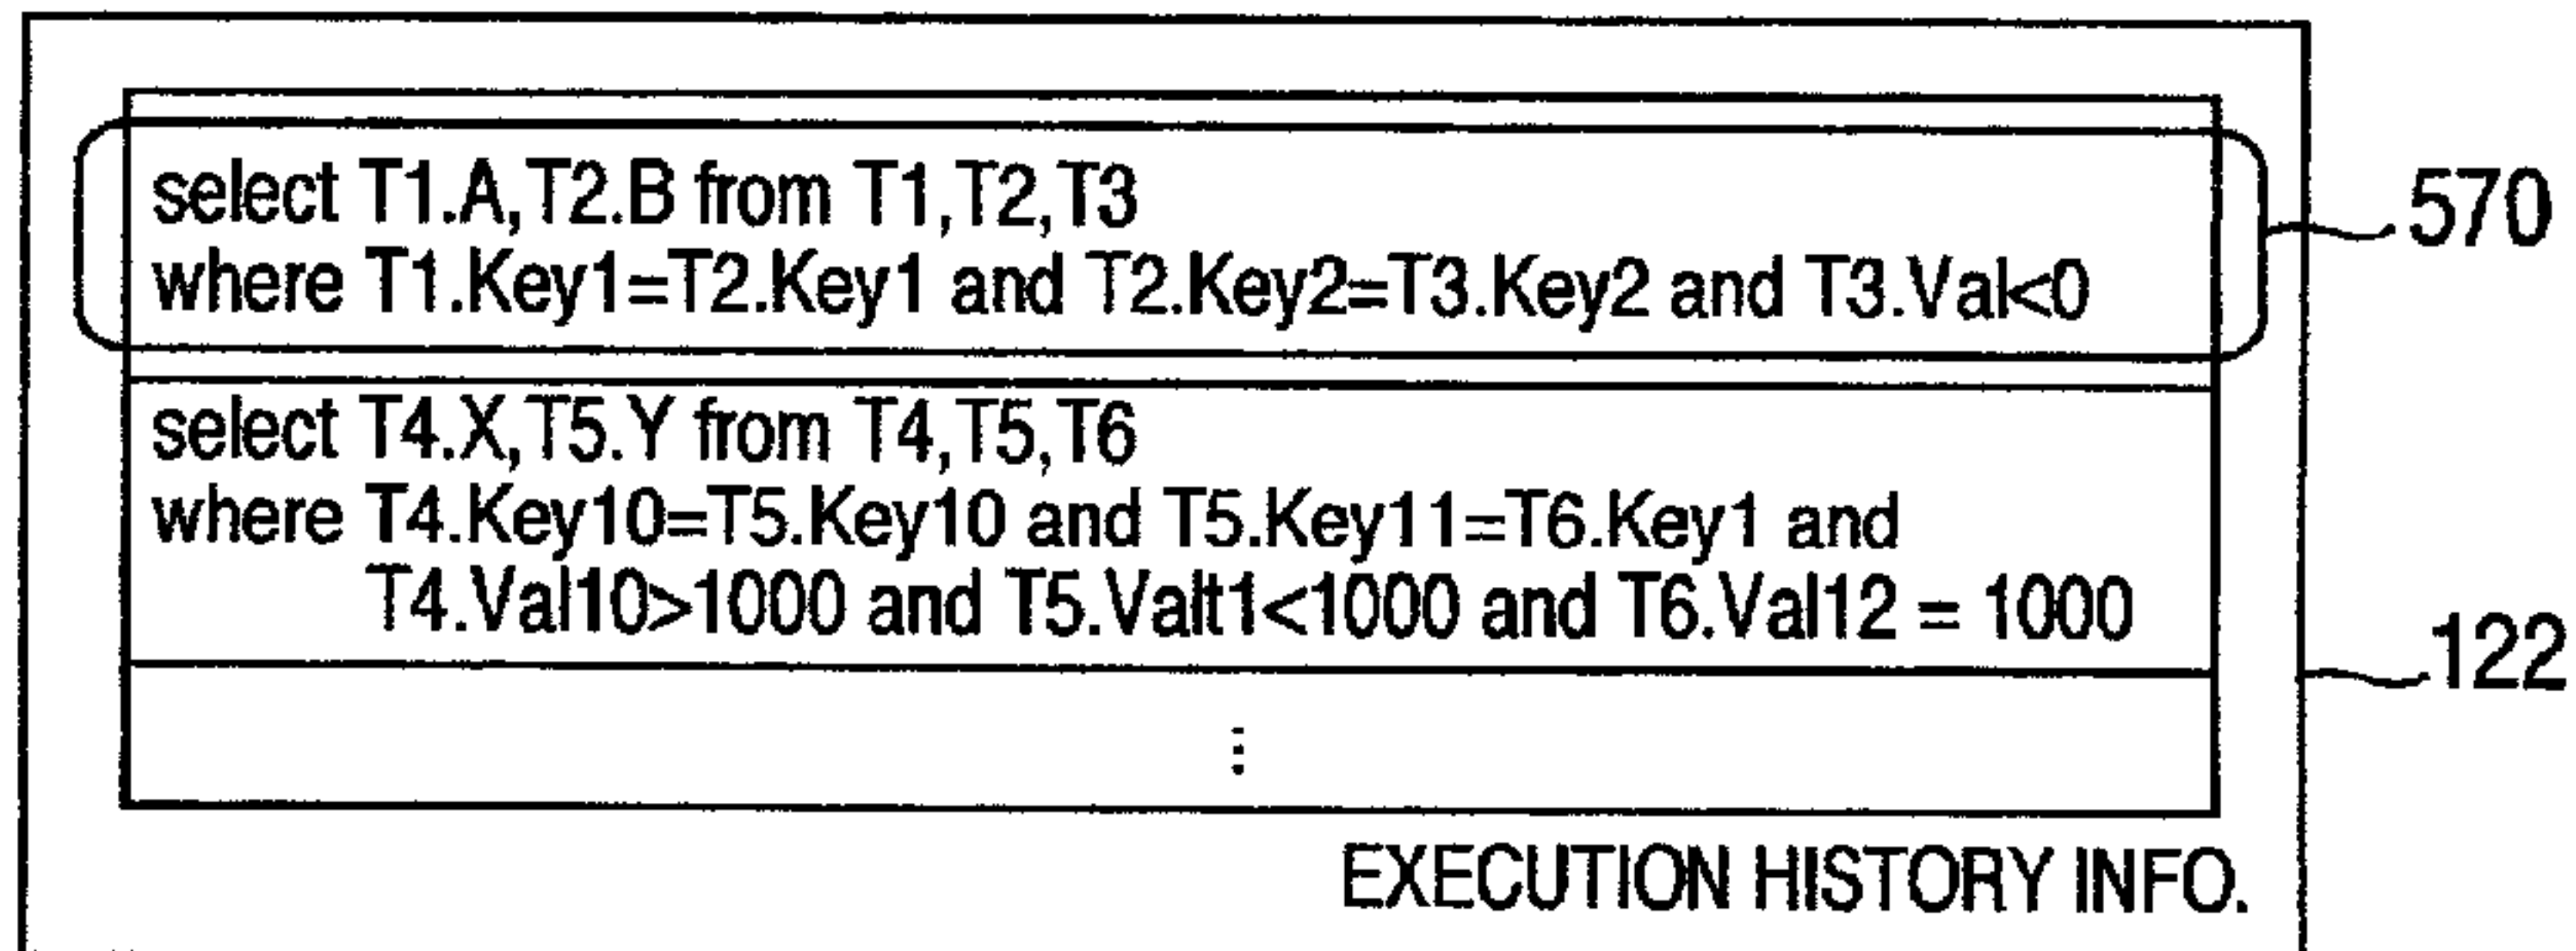 select T1.A,T2.B from T1,T2,T3
where T1.Key1=T2.Key1 and T2.Key2=T3.Key2 and T3.Val<0
570
select T4.X,T5.Y from T4,T5,T6
where T4.Key10=T5.Key10 and T5.Key11=T6.Key1 and
T4.Val10>1000 and T5.Valt1<1000 and T6.Val12 = 1000
122
⋮
EXECUTION HISTORY INFO.